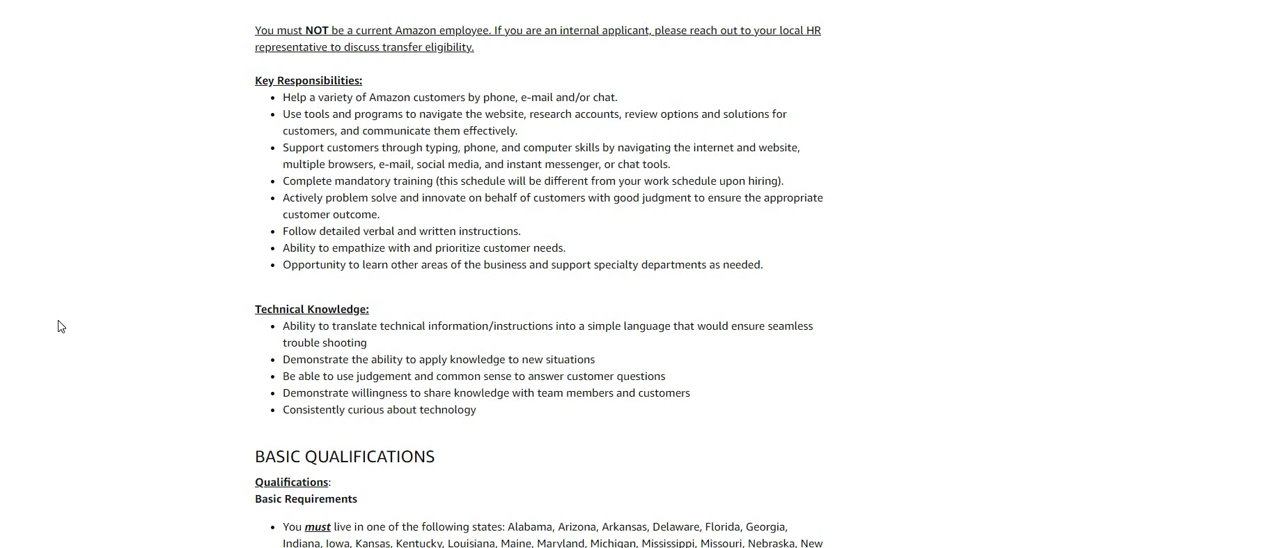 You must NOT be a current Amazon employee. If you are an internal applicant, please reach out to your local HR
representative to discuss transfer eligibility.
Key Responsibilities:
• Help a variety of Amazon customers by phone, e-mail and/or chat.
• Use tools and programs to navigate the website, research accounts, review options and solutions for
customers, and communicate them effectively.
• Support customers through typing, phone, and computer skills by navigating the internet and website,
multiple browsers, e-mail, social media, and instant messenger, or chat tools.
• Complete mandatory training (this schedule will be different from your work schedule upon hiring).
• Actively problem solve and innovate on behalf of customers with good judgment to ensure the appropriate
customer outcome.
• Follow detailed verbal and written instructions.
• Ability to empathize with and prioritize customer needs.
• Opportunity to learn other areas of the business and support specialty departments as needed.
Technical Knowledge:
• Ability to translate technical information/instructions into a simple language that would ensure seamless
trouble shooting
• Demonstrate the ability to apply knowledge to new situations
• Be able to use judgement and common sense to answer customer questions
• Demonstrate willingness to share knowledge with team members and customers
• Consistently curious about technology
BASIC QUALIFICATIONS
Qualifications:
Basic Requirements
• You must live in one of the following states: Alabama, Arizona, Arkansas, Delaware, Florida, Georgia,
Indiana, Iowa, Kansas, Kentucky, Louisiana, Maine, Maryland, Michigan, Mississippi, Missouri, Nebraska, New